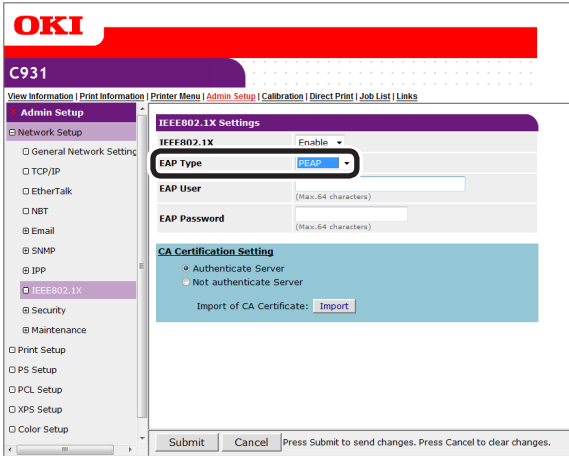 OKI
C931
View Information | Print Information | Printer Menu | Admin Setup | Calibration | Direct Print | Job List | Links
Admin Setup
Network Setup
General Network Setting
TCP/IP
EtherTalk
NBT
Email
SNMP
IPP
IEEE802.1X
Security
Maintenance
Print Setup
PS Setup
PCL Setup
XPS Setup
Color Setup
IEEE802.1X Settings
IEEE802.1X Enable
EAP Type PEAP
EAP User
(Max.64 characters)
EAP Password
(Max.64 characters)
CA Certification Setting
Authenticate Server
Not authenticate Server
Import of CA Certificate: Import
Submit Cancel Press Submit to send changes. Press Cancel to clear changes.